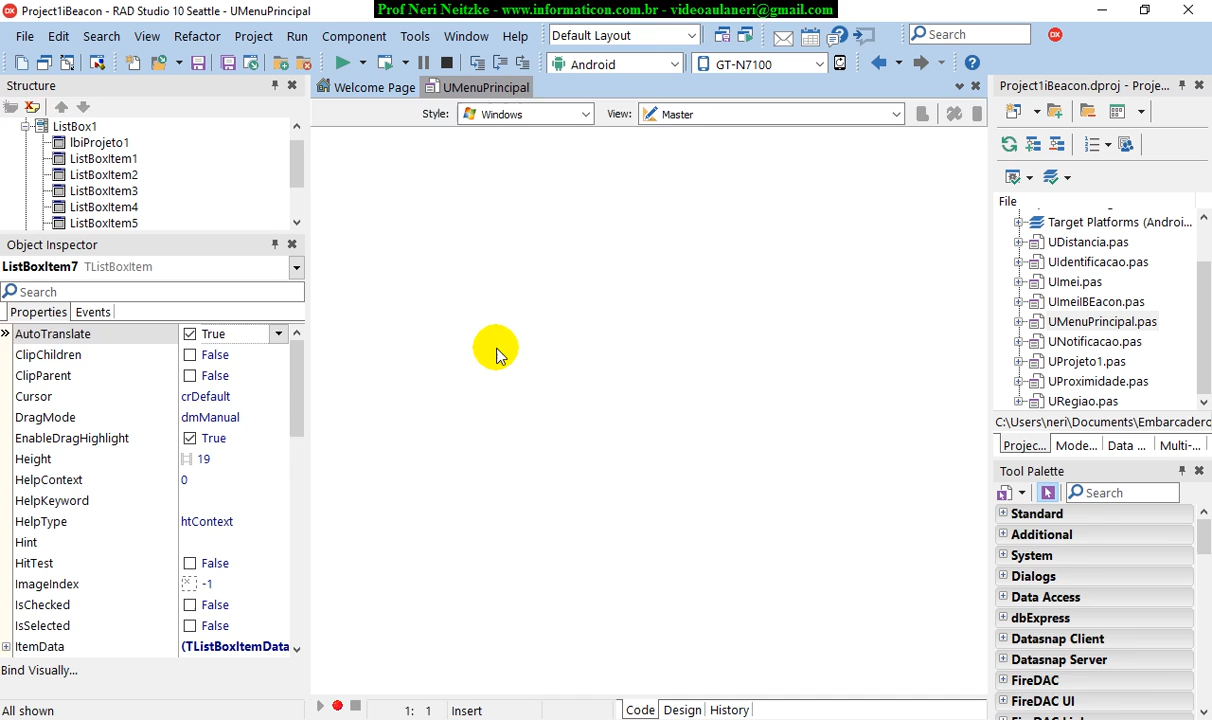 Project1iBeacon - RAD Studio 10 Seattle - UMenuPrincipal
Prof Neri Neitzke - www.informaticon.com.br - videoaulaneri@gmail.com
File Edit Search View Refactor Project Run Component Tools Window Help Default Layout Search
Android GT-N7100
Structure
ListBox1
lbiProjeto1
ListBoxItem1
ListBoxItem2
ListBoxItem3
ListBoxItem4
ListBoxItem5
Object Inspector
ListBoxItem7 TListBoxItem
Search
Properties Events
AutoTranslate True
ClipChildren False
ClipParent False
Cursor crDefault
DragMode dmManual
EnableDragHighlight True
Height 19
HelpContext 0
HelpKeyword
HelpType htContext
Hint
HitTest False
ImageIndex -1
IsChecked False
IsSelected False
ItemData (TListBoxItemData
Bind Visually...
All shown
Welcome Page UMenuPrincipal
Style: Windows View: Master
1: 1 Insert Code Design History
Project1iBeacon.dproj - Proje...
File
Target Platforms (Androi...
UDistancia.pas
UIdentificacao.pas
UImei.pas
UImeiIBEacon.pas
UMenuPrincipal.pas
UNotificacao.pas
UProjeto1.pas
UProximidade.pas
URegiao.pas
C:\Users\neri\Documents\Embarcadero
Projec... Mode... Data ... Multi-...
Tool Palette
Search
Standard
Additional
System
Dialogs
Data Access
dbExpress
Datasnap Client
Datasnap Server
FireDAC
FireDAC UI